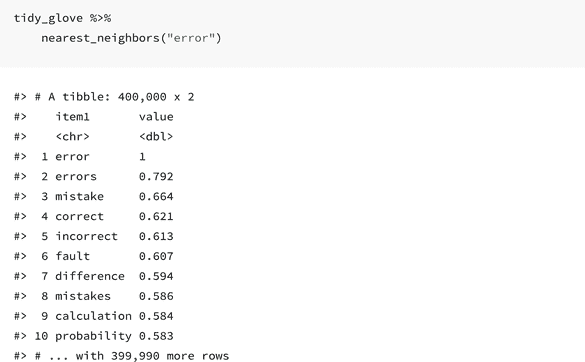 tidy_glove %>%
    nearest_neighbors("error")
#> # A tibble: 400,000 x 2
#>    item1       value
#>    <chr>       <dbl>
#>  1 error       1
#>  2 errors      0.792
#>  3 mistake     0.664
#>  4 correct     0.621
#>  5 incorrect   0.613
#>  6 fault       0.607
#>  7 difference  0.594
#>  8 mistakes    0.586
#>  9 calculation 0.584
#> 10 probability 0.583
#> # ... with 399,990 more rows